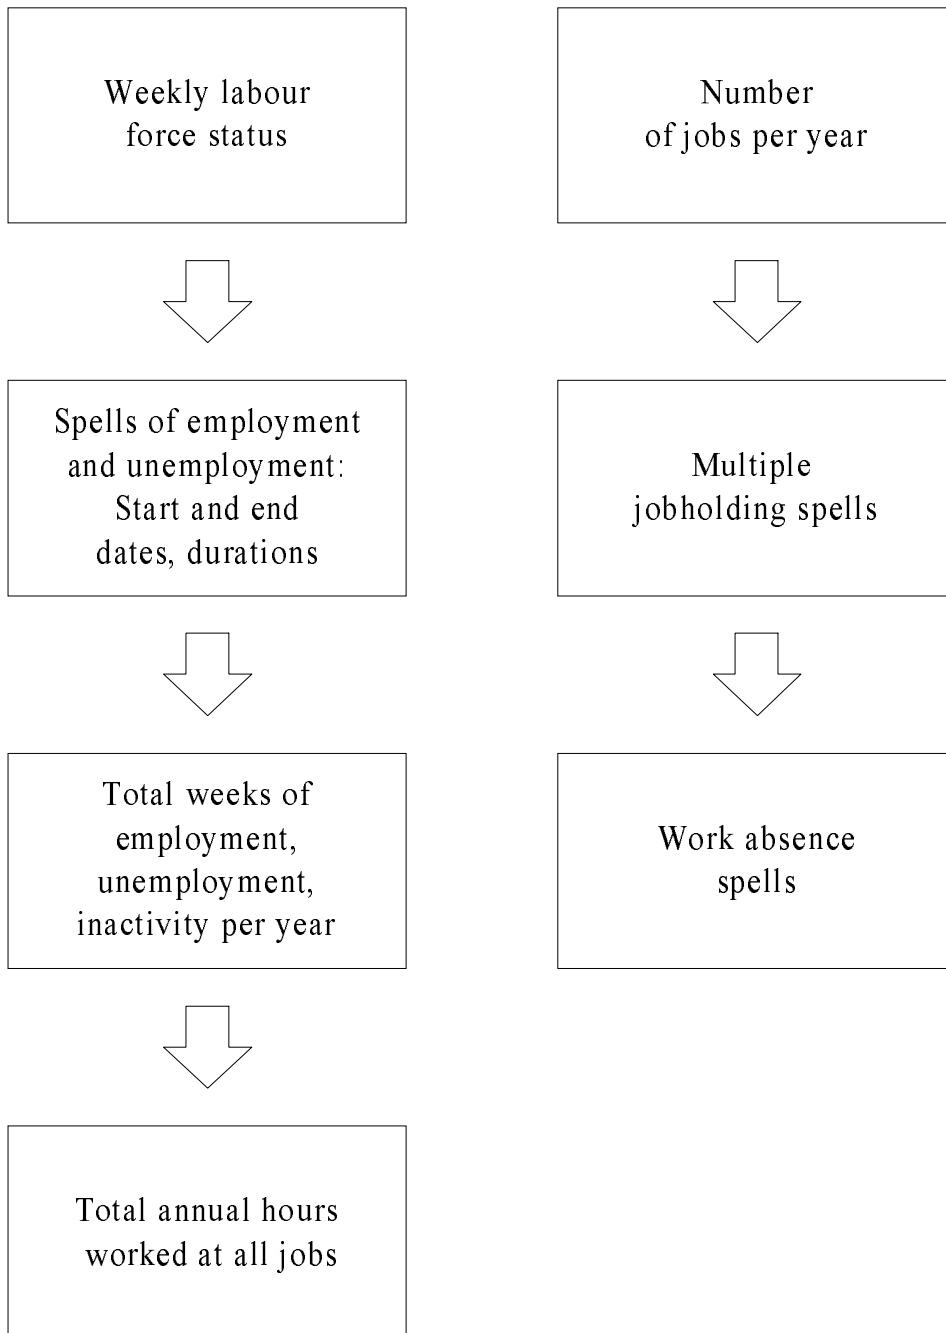 Weekly labour
force status
Spells of employment
and unemployment:
Start and end
dates, durations
Total weeks of
employment,
unemployment,
inactivity per year
Total annual hours
worked at all jobs
Number
of jobs per year
Multiple
jobholding spells
Work absence
spells